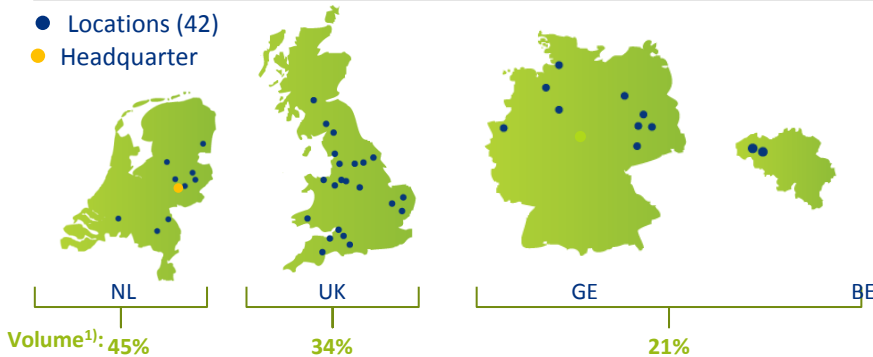 Locations (42)
Headquarter
NL UK GE BE
Volume¹⁾: 45% 34% 21%